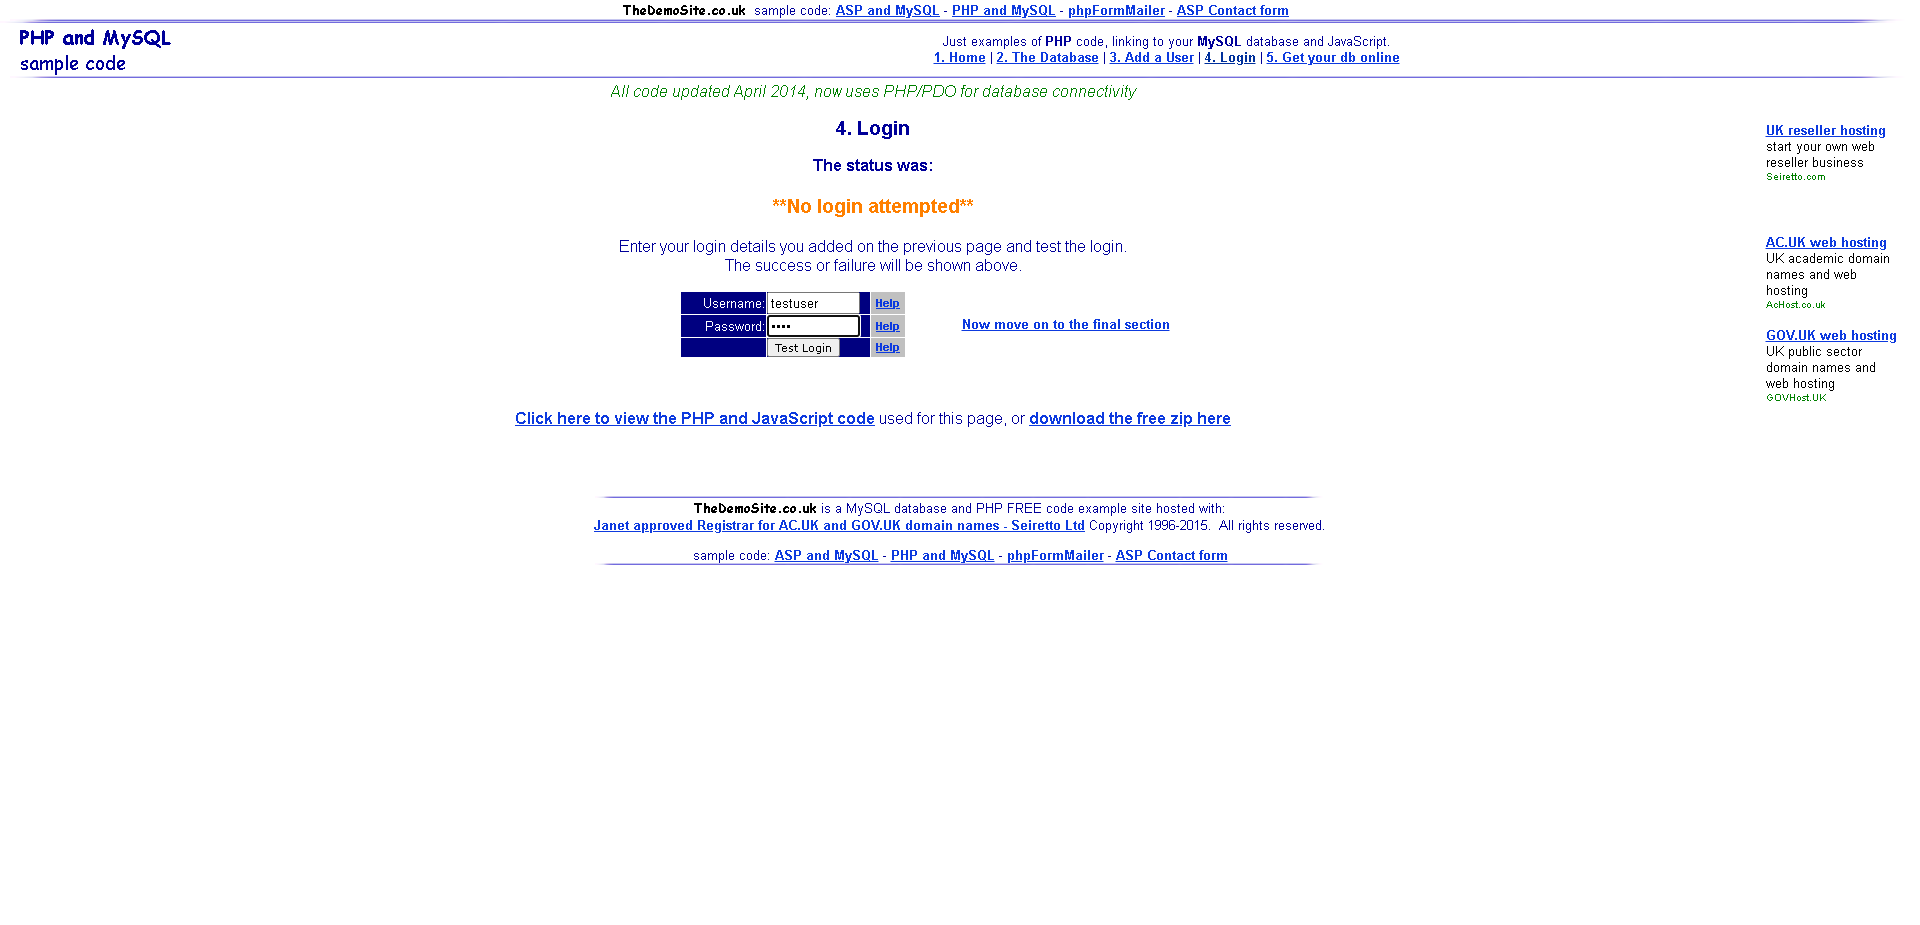 TheDemoSite.co.uk sample code: ASP and MySQL - PHP and MySQL - phpFormMailer - ASP Contact form
PHP and MySQL
sample code
Just examples of PHP code, linking to your MySQL database and JavaScript.
1. Home | 2. The Database | 3. Add a User | 4. Login | 5. Get your db online
All code updated April 2014, now uses PHP/PDO for database connectivity
4. Login
The status was:
**No login attempted**
Enter your login details you added on the previous page and test the login.
The success or failure will be shown above.
Username: testuser Help
Password: •••• Help
Test Login Help
Now move on to the final section
Click here to view the PHP and JavaScript code used for this page, or download the free zip here
UK reseller hosting
start your own web
reseller business
Seiretto.com
AC.UK web hosting
UK academic domain
names and web
hosting
AcHost.co.uk
GOV.UK web hosting
UK public sector
domain names and
web hosting
GOVHost.UK
TheDemoSite.co.uk is a MySQL database and PHP FREE code example site hosted with:
Janet approved Registrar for AC.UK and GOV.UK domain names - Seiretto Ltd Copyright 1996-2015. All rights reserved.
sample code: ASP and MySQL - PHP and MySQL - phpFormMailer - ASP Contact form